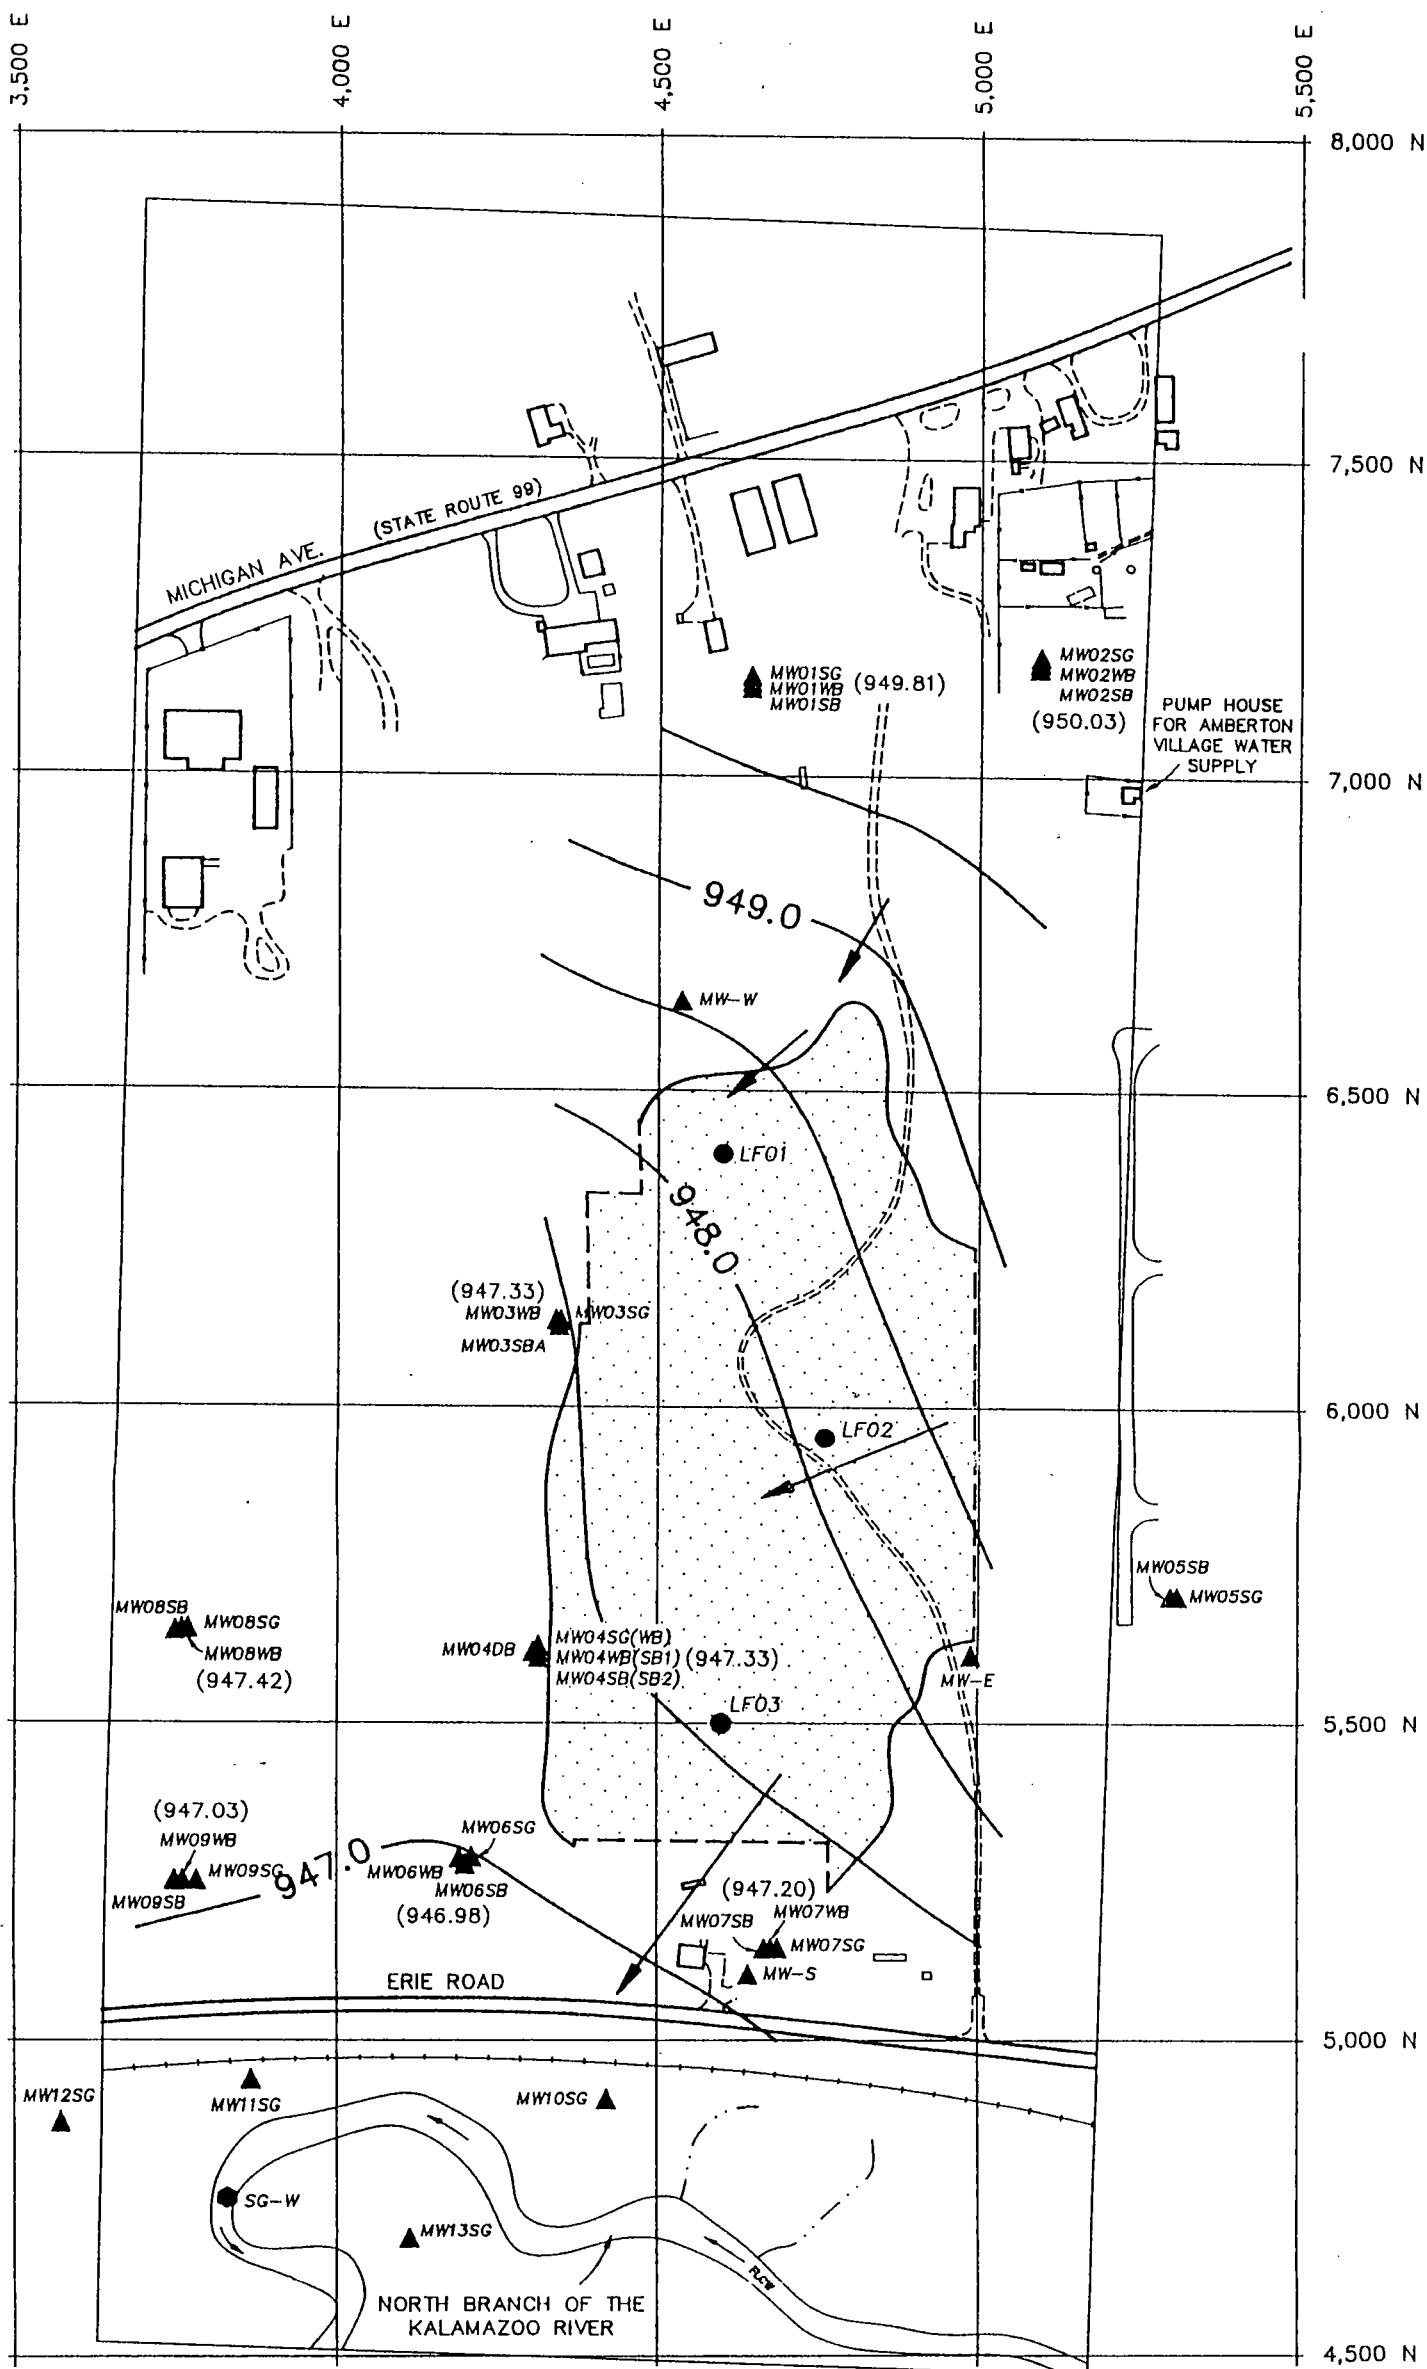 3,500 E
4,000 E
4,500 E
5,000 E
5,500 E
8,000 N
7,500 N
(STATE ROUTE 99)
MICHIGAN AVE.
MW01SG
MW01WB (949.81)
MW01SB
MW02SG
MW02WB
MW02SB
(950.03)
PUMP HOUSE
FOR AMBERTON
VILLAGE WATER
SUPPLY
7,000 N
949.0
MW-W
6,500 N
LF01
948.0
(947.33)
MW03WB
MW03SG
MW03SBA
6,000 N
LF02
MW05SB
MW05SG
MW08SB
MW08SG
MW08WB
(947.42)
MW04DB
MW04SG(WB)
MW04WB(SB1) (947.33)
MW04SB(SB2)
MW-E
LF03
5,500 N
(947.03)
MW09WB
MW09SG
MW09SB
947.0
MW06SG
MW06WB
MW06SB
(946.98)
(947.20)
MW07SB
MW07WB
MW07SG
MW-S
ERIE ROAD
5,000 N
MW12SG
MW11SG
MW10SG
SG-W
MW13SG
FLOW
NORTH BRANCH OF THE
KALAMAZOO RIVER
4,500 N